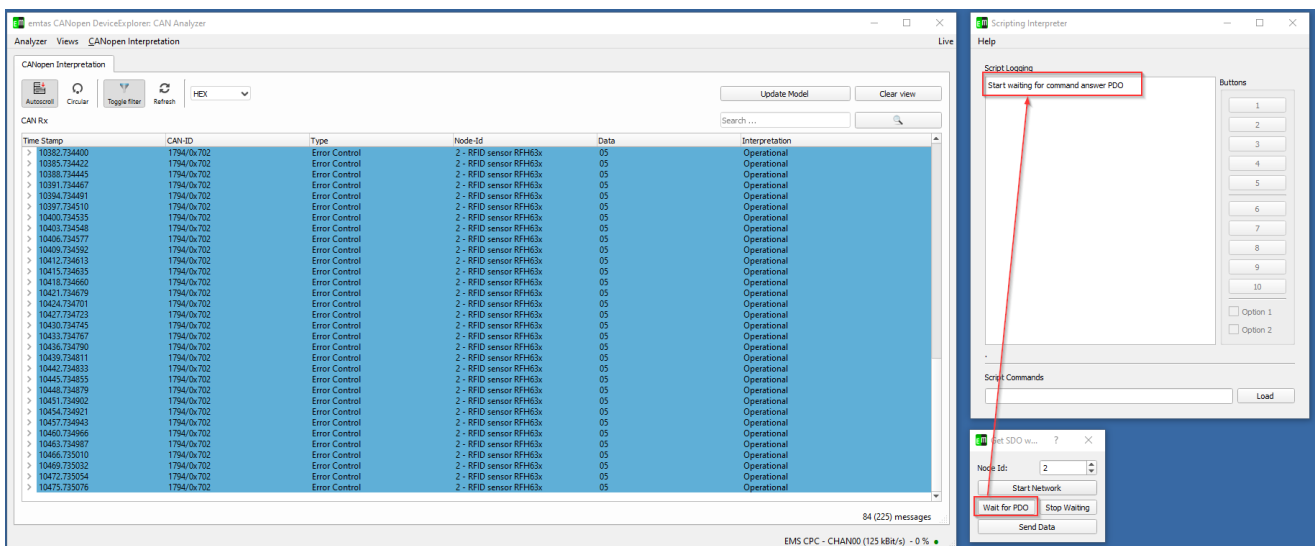 emtas CANopen DeviceExplorer: CAN Analyzer
Analyzer Views CANopen Interpretation Live
CANopen Interpretation
Autoscroll Circular Toggle filter Refresh HEX Update Model Clear view
CAN Rx Search ...
Time Stamp CAN-ID Type Node-Id Data Interpretation
10382.734400 1794/0x702 Error Control 2 - RFID sensor RFH63x 05 Operational
10385.734422 1794/0x702 Error Control 2 - RFID sensor RFH63x 05 Operational
10388.734445 1794/0x702 Error Control 2 - RFID sensor RFH63x 05 Operational
10391.734467 1794/0x702 Error Control 2 - RFID sensor RFH63x 05 Operational
10394.734491 1794/0x702 Error Control 2 - RFID sensor RFH63x 05 Operational
10397.734510 1794/0x702 Error Control 2 - RFID sensor RFH63x 05 Operational
10400.734535 1794/0x702 Error Control 2 - RFID sensor RFH63x 05 Operational
10403.734548 1794/0x702 Error Control 2 - RFID sensor RFH63x 05 Operational
10406.734577 1794/0x702 Error Control 2 - RFID sensor RFH63x 05 Operational
10409.734592 1794/0x702 Error Control 2 - RFID sensor RFH63x 05 Operational
10412.734613 1794/0x702 Error Control 2 - RFID sensor RFH63x 05 Operational
10415.734635 1794/0x702 Error Control 2 - RFID sensor RFH63x 05 Operational
10418.734660 1794/0x702 Error Control 2 - RFID sensor RFH63x 05 Operational
10421.734679 1794/0x702 Error Control 2 - RFID sensor RFH63x 05 Operational
10424.734701 1794/0x702 Error Control 2 - RFID sensor RFH63x 05 Operational
10427.734723 1794/0x702 Error Control 2 - RFID sensor RFH63x 05 Operational
10430.734745 1794/0x702 Error Control 2 - RFID sensor RFH63x 05 Operational
10433.734767 1794/0x702 Error Control 2 - RFID sensor RFH63x 05 Operational
10436.734790 1794/0x702 Error Control 2 - RFID sensor RFH63x 05 Operational
10439.734811 1794/0x702 Error Control 2 - RFID sensor RFH63x 05 Operational
10442.734833 1794/0x702 Error Control 2 - RFID sensor RFH63x 05 Operational
10445.734855 1794/0x702 Error Control 2 - RFID sensor RFH63x 05 Operational
10448.734879 1794/0x702 Error Control 2 - RFID sensor RFH63x 05 Operational
10451.734902 1794/0x702 Error Control 2 - RFID sensor RFH63x 05 Operational
10454.734921 1794/0x702 Error Control 2 - RFID sensor RFH63x 05 Operational
10457.734943 1794/0x702 Error Control 2 - RFID sensor RFH63x 05 Operational
10460.734966 1794/0x702 Error Control 2 - RFID sensor RFH63x 05 Operational
10463.734987 1794/0x702 Error Control 2 - RFID sensor RFH63x 05 Operational
10466.735010 1794/0x702 Error Control 2 - RFID sensor RFH63x 05 Operational
10469.735032 1794/0x702 Error Control 2 - RFID sensor RFH63x 05 Operational
10472.735054 1794/0x702 Error Control 2 - RFID sensor RFH63x 05 Operational
10475.735076 1794/0x702 Error Control 2 - RFID sensor RFH63x 05 Operational
84 (225) messages
EMS CPC - CHAN00 (125 kBit/s) - 0 %
Scripting Interpreter
Help
Script Logging
Start waiting for command answer PDO
Buttons
1
2
3
4
5
6
7
8
9
10
Option 1
Option 2
Script Commands
Load
Get SDO w... ?
Node Id: 2
Start Network
Wait for PDO Stop Waiting
Send Data